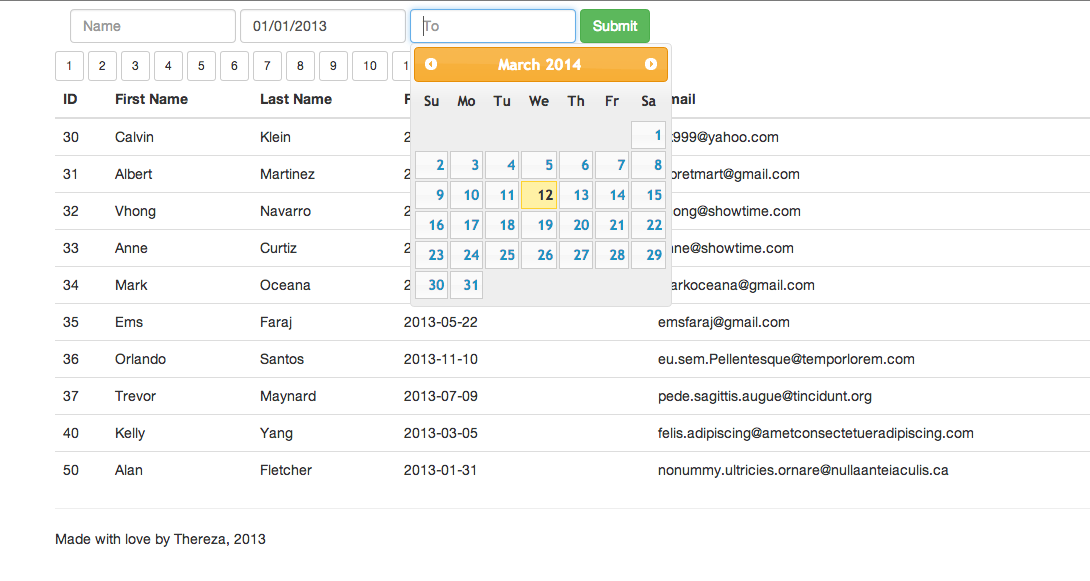 Name 01/01/2013 To Submit
1 2 3 4 5 6 7 8 9 10 1
March 2014
Su Mo Tu We Th Fr Sa
1
2 3 4 5 6 7 8
9 10 11 12 13 14 15
16 17 18 19 20 21 22
23 24 25 26 27 28 29
30 31
ID First Name Last Name
30 Calvin Klein 2 999@yahoo.com
31 Albert Martinez 2 pretmart@gmail.com
32 Vhong Navarro 2 ong@showtime.com
33 Anne Curtiz 2 ne@showtime.com
34 Mark Oceana 2 arkoceana@gmail.com
35 Ems Faraj 2013-05-22 emsfaraj@gmail.com
36 Orlando Santos 2013-11-10 eu.sem.Pellentesque@temporlorem.com
37 Trevor Maynard 2013-07-09 pede.sagittis.augue@tincidunt.org
40 Kelly Yang 2013-03-05 felis.adipiscing@ametconsectetueradipiscing.com
50 Alan Fletcher 2013-01-31 nonummy.ultricies.ornare@nullaanteiaculis.ca
Made with love by Thereza, 2013